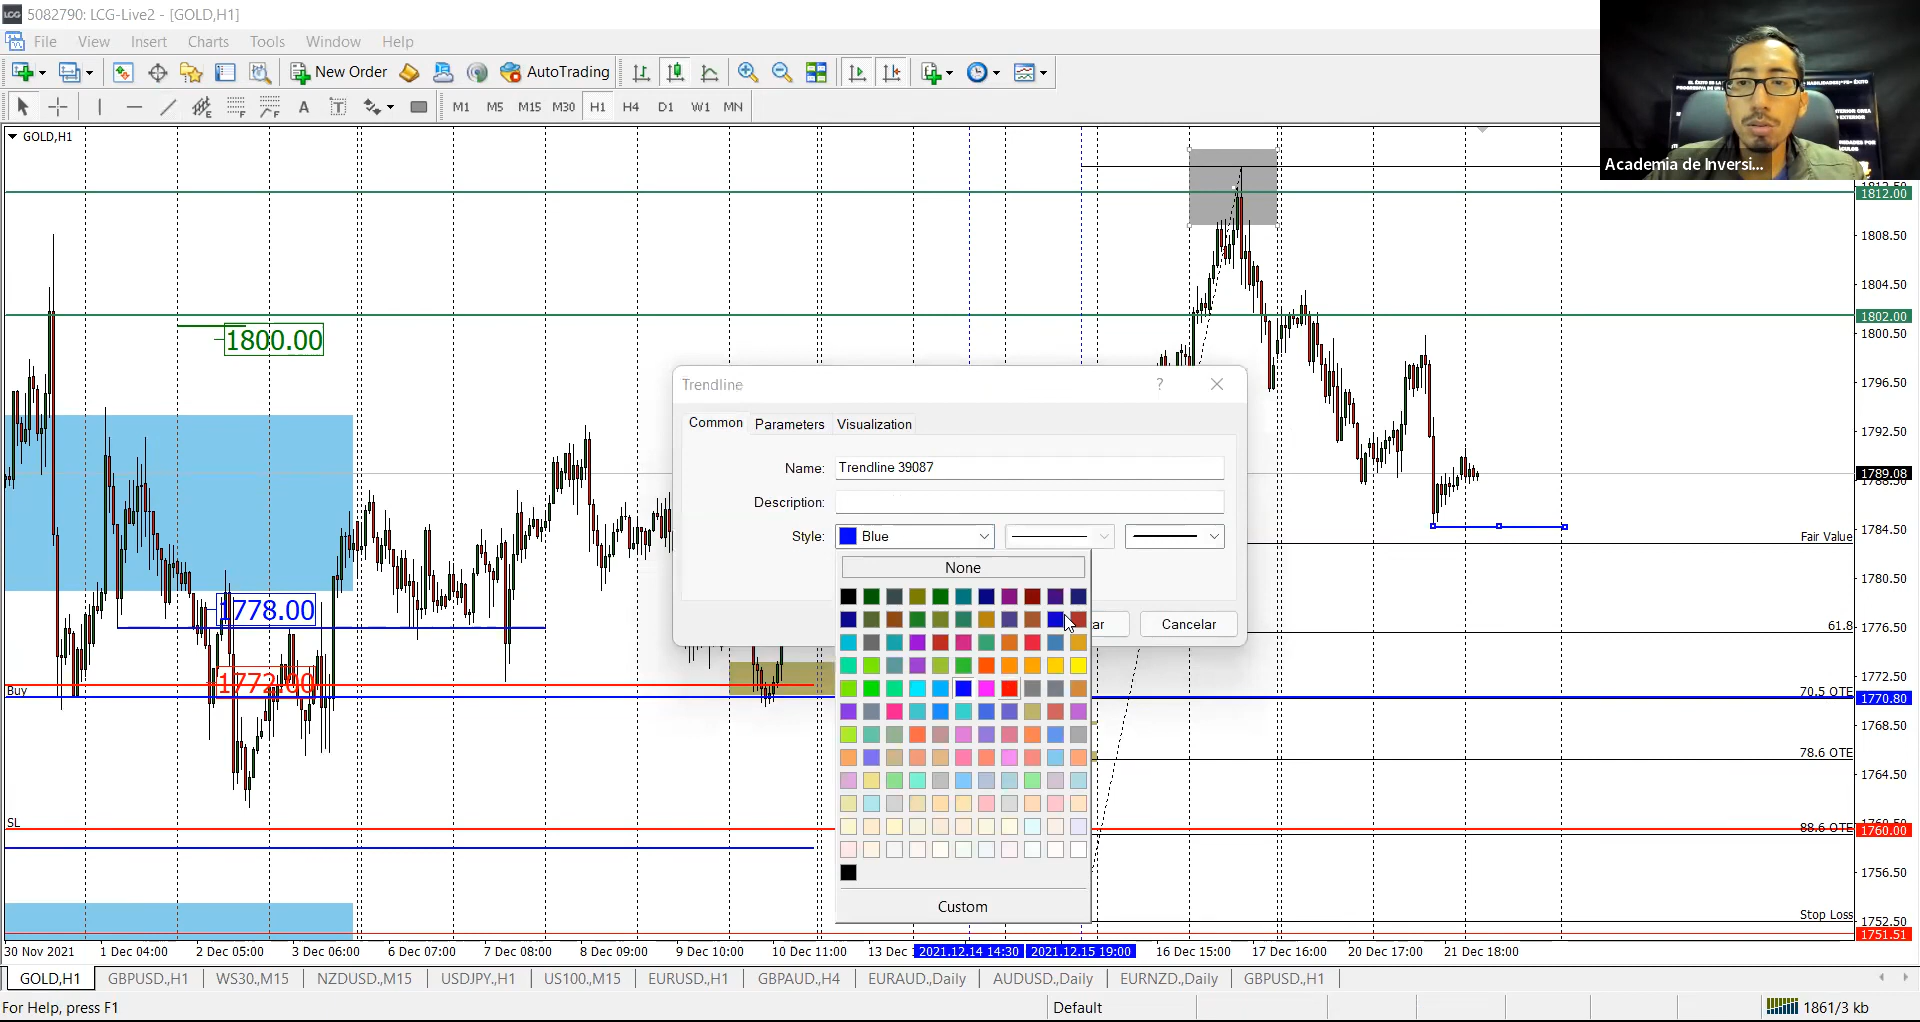 5082790: LCG-Live2 - [GOLD,H1]
File View Insert Charts Tools Window Help
New Order AutoTrading
M1 M5 M15 M30 H1 H4 D1 W1 MN
GOLD,H1
Academia de Inversi...
1812.00
1808.50
1804.50
1802.00
1800.50
1796.50
1792.50
1789.08
1784.50
1780.50
1776.50
1772.50
1770.80
1768.50
1764.50
1760.00
1756.50
1752.50
1751.51
1800.00
1778.00
1772.00
Buy
SL
Fair Value
61.8
70.5 OTE
78.6 OTE
88.6 OTE
Stop Loss
Trendline ?
Common Parameters Visualization
Name: Trendline 39087
Description:
Style: Blue
None
Custom
ar Cancelar
30 Nov 2021 1 Dec 04:00 2 Dec 05:00 3 Dec 06:00 6 Dec 07:00 7 Dec 08:00 8 Dec 09:00 9 Dec 10:00 10 Dec 11:00 13 Dec 2021.12.14 14:30 2021.12.15 19:00 16 Dec 15:00 17 Dec 16:00 20 Dec 17:00 21 Dec 18:00
GOLD,H1 GBPUSD.,H1 WS30.,M15 NZDUSD.,M15 USDJPY.,H1 US100.,M15 EURUSD.,H1 GBPAUD.,H4 EURAUD.,Daily AUDUSD.,Daily EURNZD.,Daily GBPUSD.,H1
For Help, press F1 Default 1861/3 kb